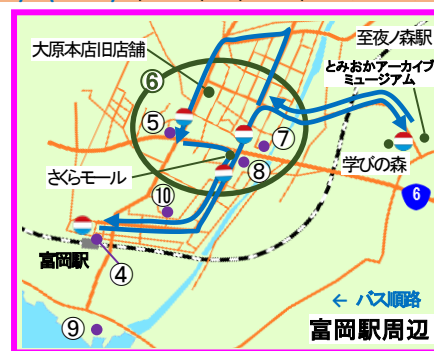 至夜ノ森駅
大原本店旧店舗
とみおかアーカイブ
ミュージアム
⑥
⑤
⑦
学びの森
さくらモール
⑧
6
⑩
富岡駅
④
← バス順路
⑨
富岡駅周辺